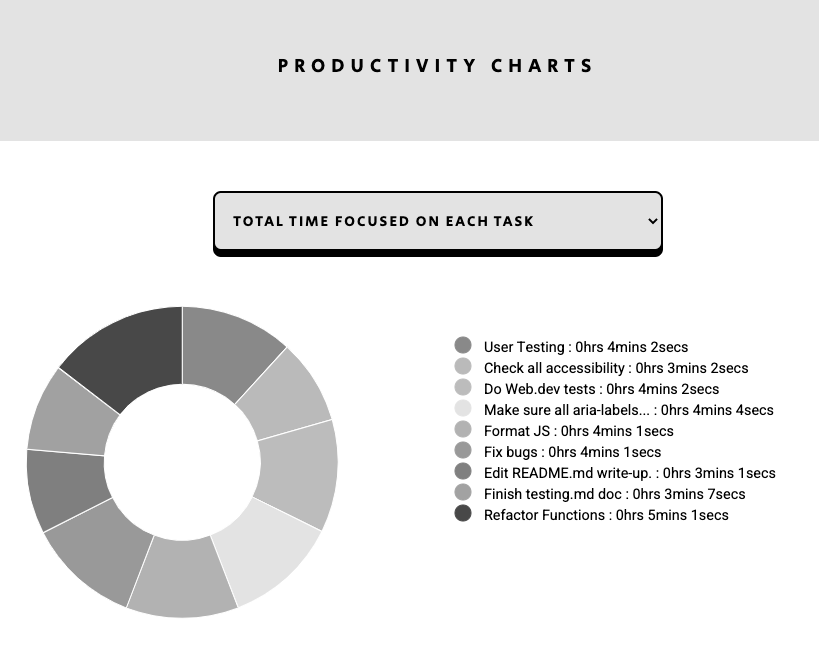 PRODUCTIVITY CHARTS
TOTAL TIME FOCUSED ON EACH TASK
User Testing : 0hrs 4mins 2secs
Check all accessibility : 0hrs 3mins 2secs
Do Web.dev tests : 0hrs 4mins 2secs
Make sure all aria-labels... : 0hrs 4mins 4secs
Format JS : 0hrs 4mins 1secs
Fix bugs : 0hrs 4mins 1secs
Edit README.md write-up. : 0hrs 3mins 1secs
Finish testing.md doc : 0hrs 3mins 7secs
Refactor Functions : 0hrs 5mins 1secs